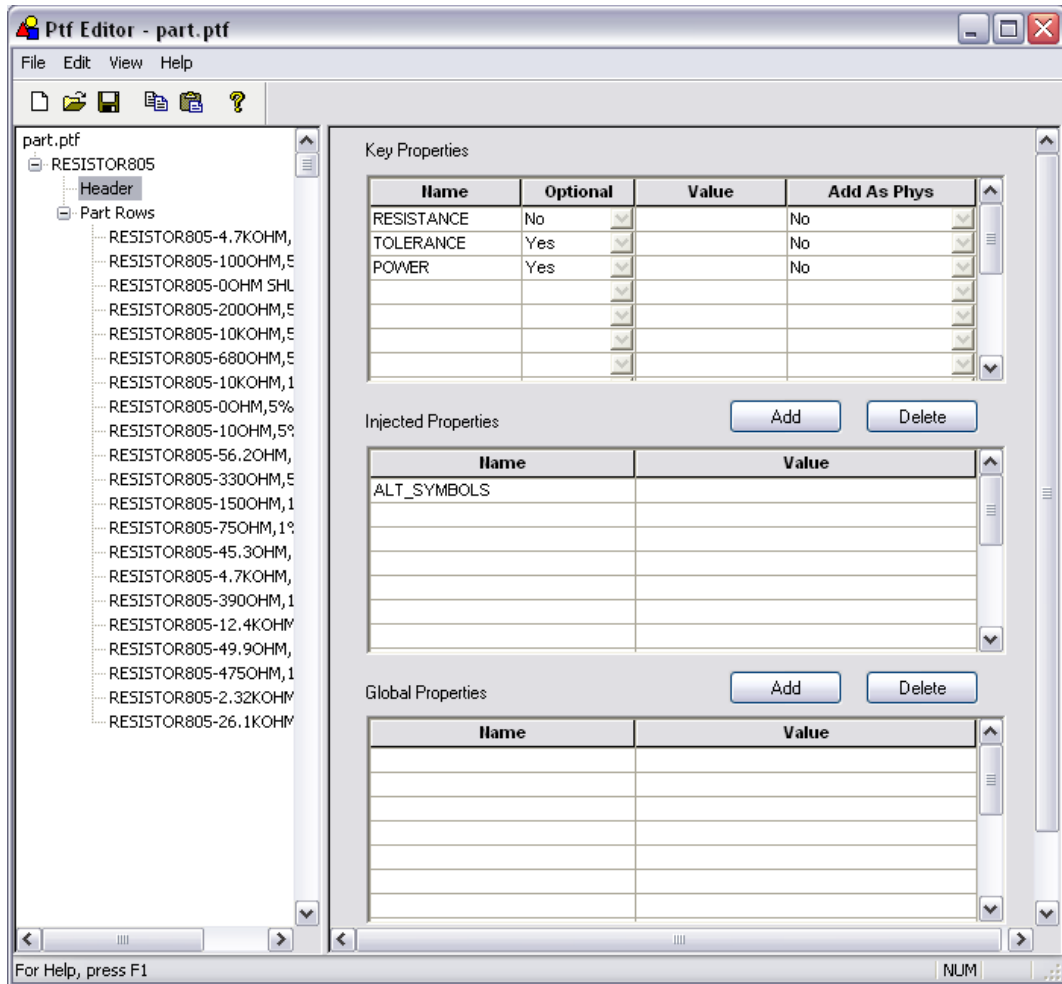 Ptf Editor - part.ptf
File Edit View Help
part.ptf
RESISTOR805
Header
Part Rows
RESISTOR805-4.7KOHM,
RESISTOR805-100OHM,5
RESISTOR805-0OHM SHU
RESISTOR805-200OHM,5
RESISTOR805-10KOHM,5
RESISTOR805-680OHM,5
RESISTOR805-10KOHM,1
RESISTOR805-0OHM,5%
RESISTOR805-10OHM,5%
RESISTOR805-56.2OHM,
RESISTOR805-330OHM,5
RESISTOR805-150OHM,1
RESISTOR805-75OHM,1%
RESISTOR805-45.3OHM,
RESISTOR805-4.7KOHM,
RESISTOR805-390OHM,1
RESISTOR805-12.4KOHM
RESISTOR805-49.9OHM,
RESISTOR805-475OHM,1
RESISTOR805-2.32KOHM
RESISTOR805-26.1KOHM
Key Properties
Name Optional Value Add As Phys
RESISTANCE No No
TOLERANCE Yes No
POWER Yes No
Injected Properties Add Delete
Name Value
ALT_SYMBOLS
Global Properties Add Delete
Name Value
For Help, press F1 NUM